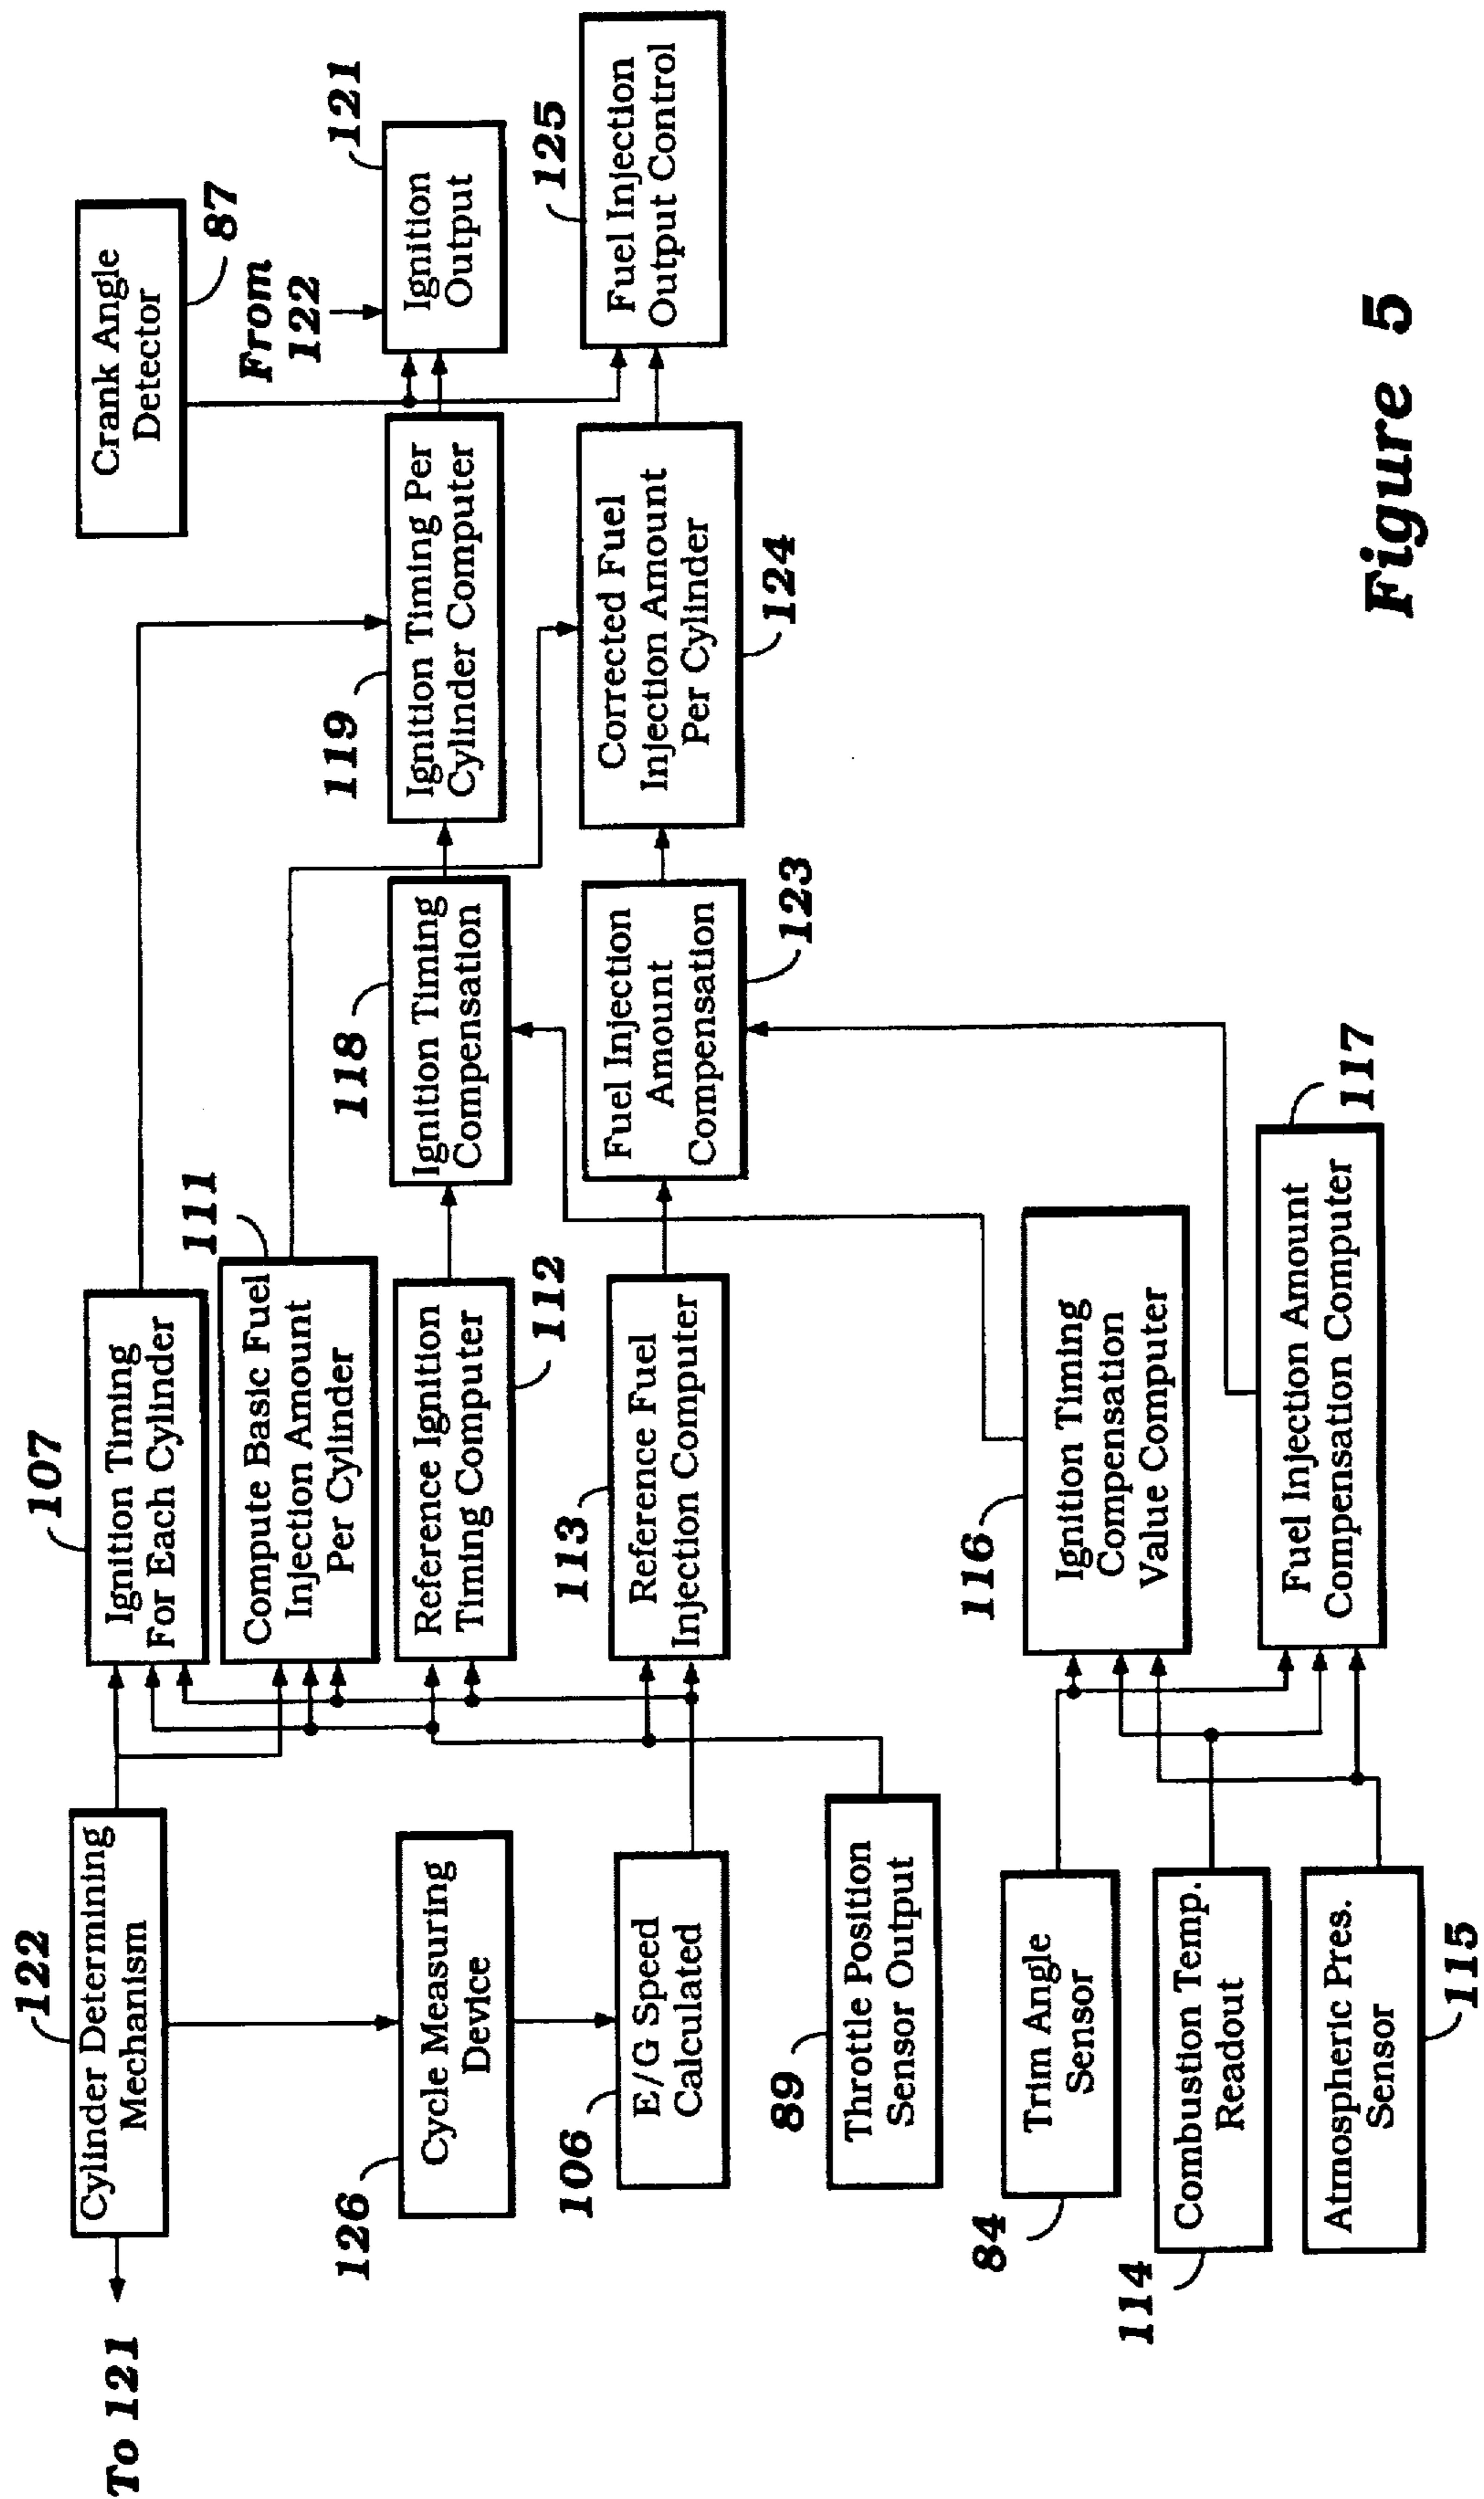 To 121
122
Cylinder Determining
Mechanism
126
Cycle Measuring
Device
106
E/G Speed
Calculated
89
Throttle Position
Sensor Output
84
Trim Angle
Sensor
114
Combustion Temp.
Readout
Atmospheric Pres.
Sensor
115
107
Ignition Timing
For Each Cylinder
111
Compute Basic Fuel
Injection Amount
Per Cylinder
Reference Ignition
Timing Computer
112
113
Reference Fuel
Injection Computer
116
Ignition Timing
Compensation
Value Computer
Fuel Injection Amount
Compensation Computer
117
118
Ignition Timing
Compensation
Fuel Injection
Amount
Compensation
123
119
Ignition Timing Per
Cylinder Computer
Corrected Fuel
Injection Amount
Per Cylinder
124
Crank Angle
Detector
87
From
122
121
Ignition
Output
125
Fuel Injection
Output Control
Figure 5